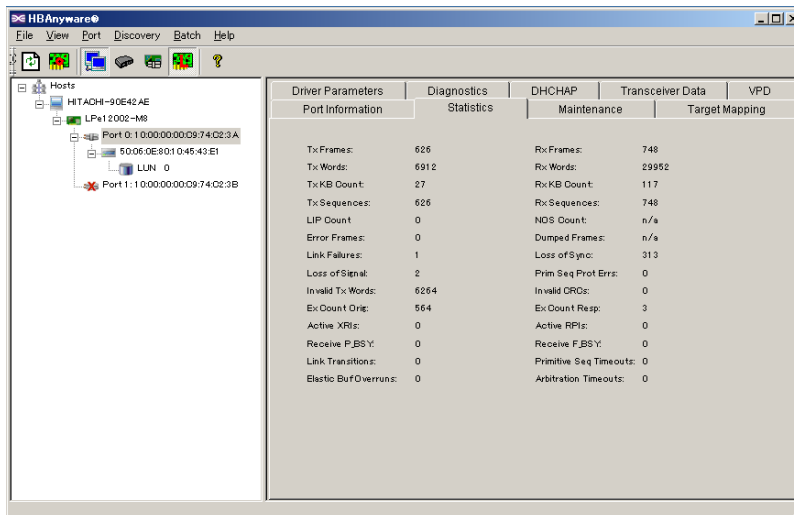 HBAnyware®
File View Port Discovery Batch Help
Hosts
HITACHI-90E42AE
LPe12002-M8
Port 0: 10:00:00:00:C9:74:C2:3A
50:06:0E:80:10:45:43:E1
LUN 0
Port 1: 10:00:00:00:C9:74:C2:3B
Driver Parameters Diagnostics DHCHAP Transceiver Data VPD
Port Information Statistics Maintenance Target Mapping
Tx Frames: 626 Rx Frames: 748
Tx Words: 6912 Rx Words: 29952
Tx KB Count: 27 Rx KB Count: 117
Tx Sequences: 626 Rx Sequences: 748
LIP Count 0 NOS Count: n/a
Error Frames: 0 Dumped Frames: n/a
Link Failures: 1 Loss of Sync: 313
Loss of Signal: 2 Prim Seq Prot Errs: 0
Invalid Tx Words: 6264 Invalid CRCs: 0
Ex Count Orig: 564 Ex Count Resp: 3
Active XRIs: 0 Active RPIs: 0
Receive P_BSY: 0 Receive F_BSY: 0
Link Transitions: 0 Primitive Seq Timeouts: 0
Elastic Buf Overruns: 0 Arbitration Timeouts: 0